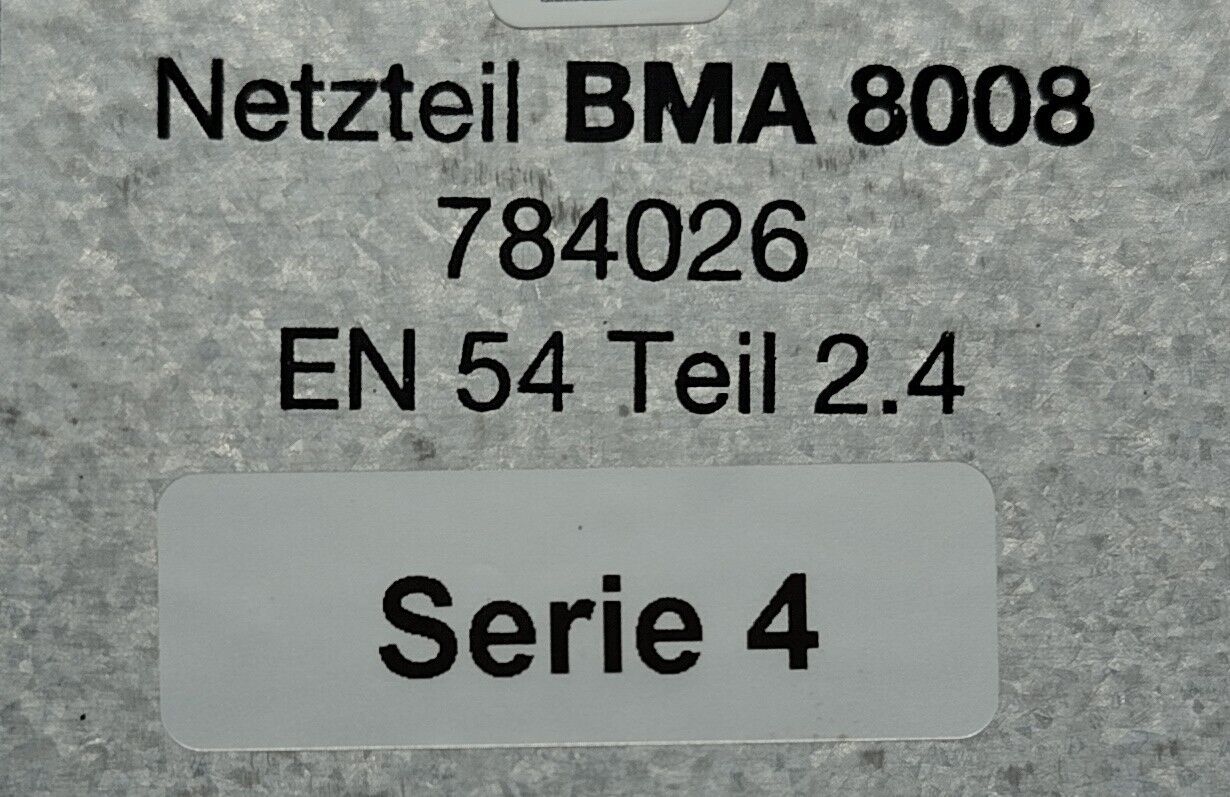 Netzteil BMA 8008
784026
EN 54 Teil 2.4
Serie 4